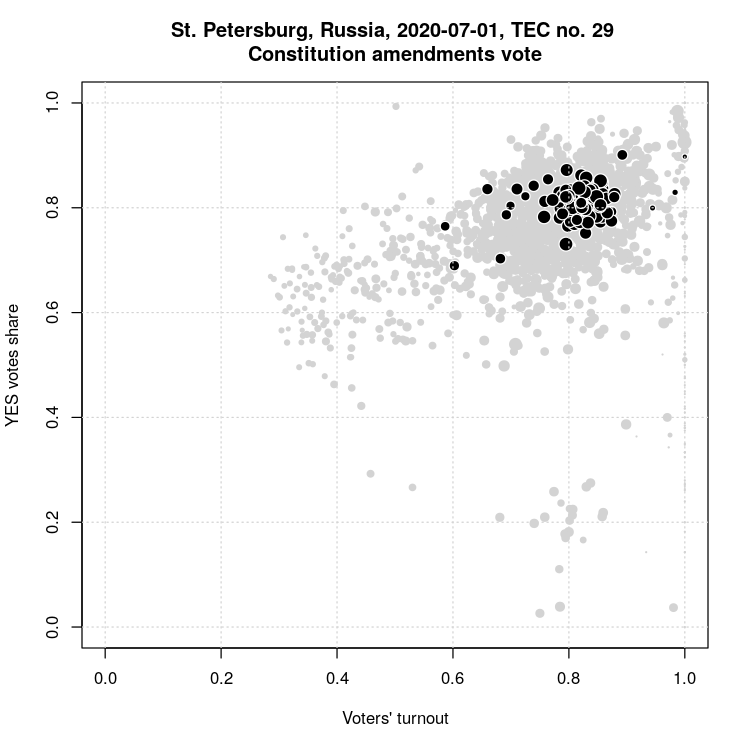 St. Petersburg, Russia, 2020-07-01, TEC no. 29
Constitution amendments vote
YES votes share
1.0
0.8
0.6
0.4
0.2
0.0
0.0 0.2 0.4 0.6 0.8 1.0
Voters' turnout